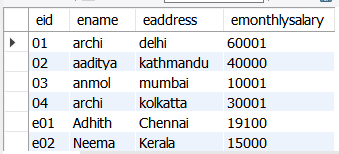 eid ename eaddress emonthlysalary
01 archi delhi 60001
02 aaditya kathmandu 40000
03 anmol mumbai 10001
04 archi kolkatta 30001
e01 Adhith Chennai 19100
e02 Neema Kerala 15000